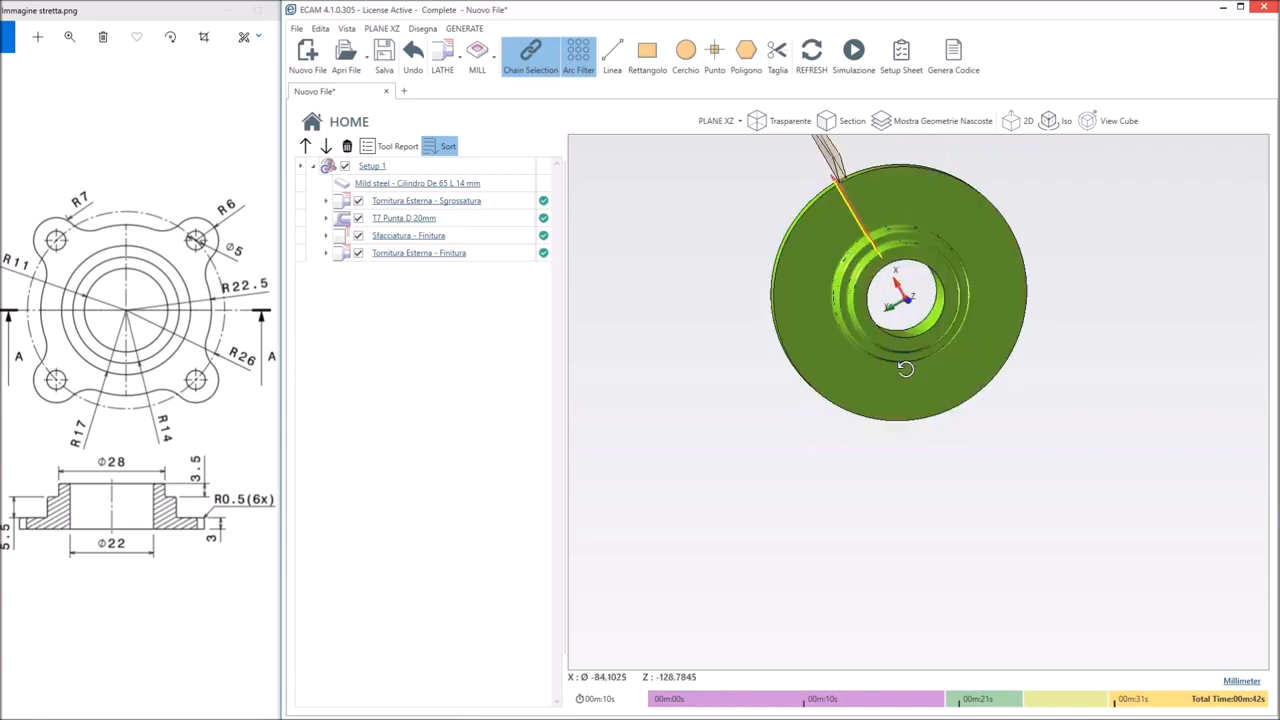 Immagine stretta.png
ECAM 4.1.0.305 - License Active - Complete - Nuovo File*
File Edita Vista PLANE XZ Disegna GENERATE
Nuovo File Apri File Salva Undo LATHE MILL Chain Selection Arc Filter Linea Rettangolo Cerchio Punto Poligono Taglia REFRESH Simulazione Setup Sheet Genera Codice
Nuovo File*
HOME
PLANE XZ Trasparente Section Mostra Geometrie Nascoste 2D Iso View Cube
Tool Report Sort
Setup 1
Mild steel - Cilindro De 65 L 14 mm
Tornitura Esterna - Sgrossatura
T7 Punta D 20mm
Sfacciatura - Finitura
Tornitura Esterna - Finitura
R7
R6
Φ5
R11
R22.5
A
A
R26
R17
R14
Φ28
3.5
R0.5(6x)
5.5
Φ22
3
X
Y
Z
X : Ø -84,1025 Z : -128.7845
Millimeter
00m:10s
00m:00s 00m:10s 00m:21s 00m:31s Total Time:00m:42s